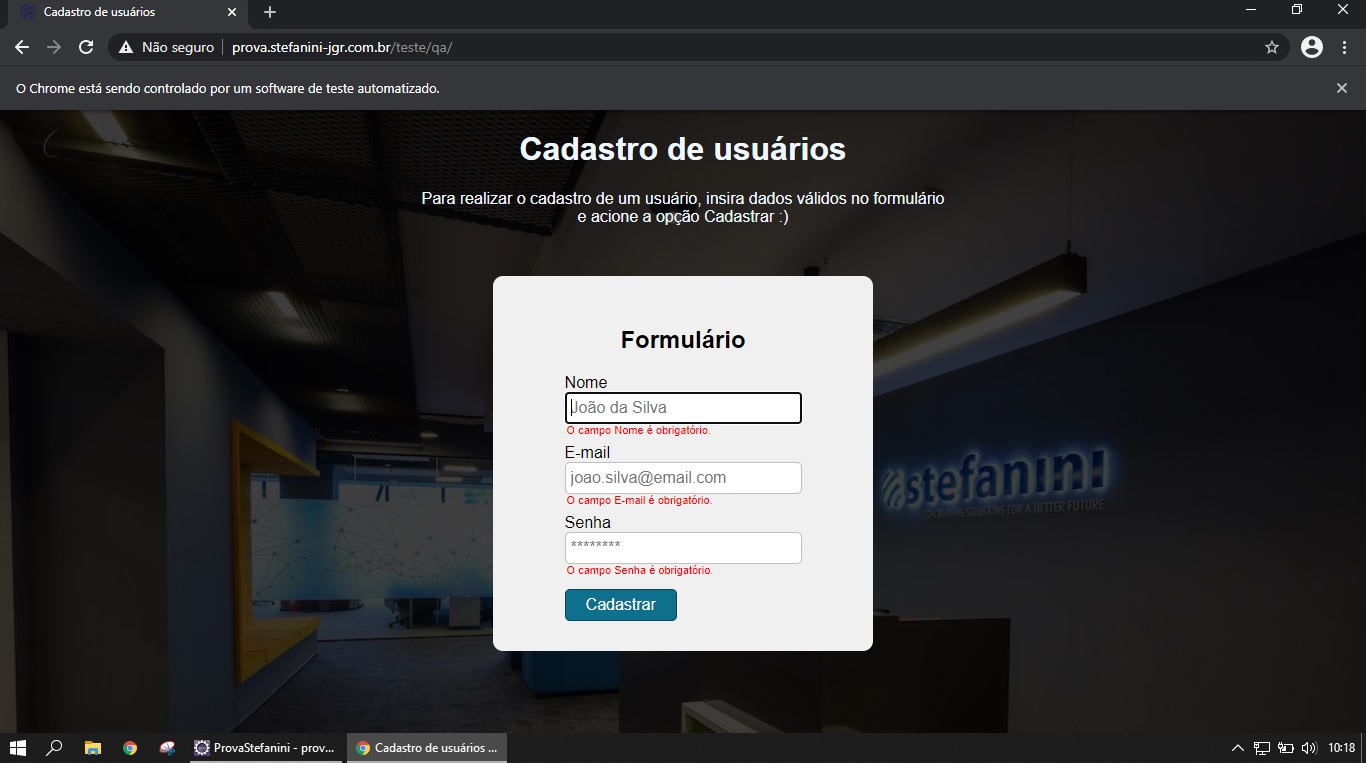 Cadastro de usuários
Não seguro
prova.stefanini-jgr.com.br/teste/qa/
O Chrome está sendo controlado por um software de teste automatizado.
Cadastro de usuários
Para realizar o cadastro de um usuário, insira dados válidos no formulário
e acione a opção Cadastrar :)
Formulário
Nome
João da Silva
O campo Nome é obrigatório.
E-mail
joao.silva@email.com
O campo E-mail é obrigatório.
Senha
********
O campo Senha é obrigatório.
Cadastrar
stefanini
CO-CREATING SOLUTIONS FOR A BETTER FUTURE
ProvaStefanini - prov...
Cadastro de usuários ...
10:18